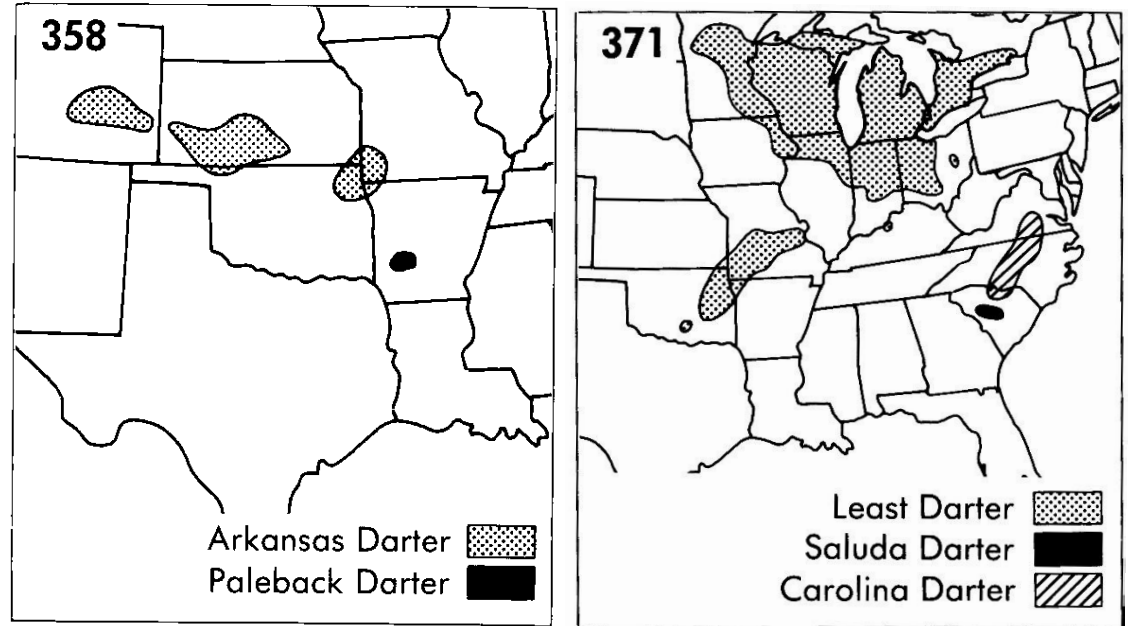 358
Arkansas Darter
Paleback Darter
371
Least Darter
Saluda Darter
Carolina Darter